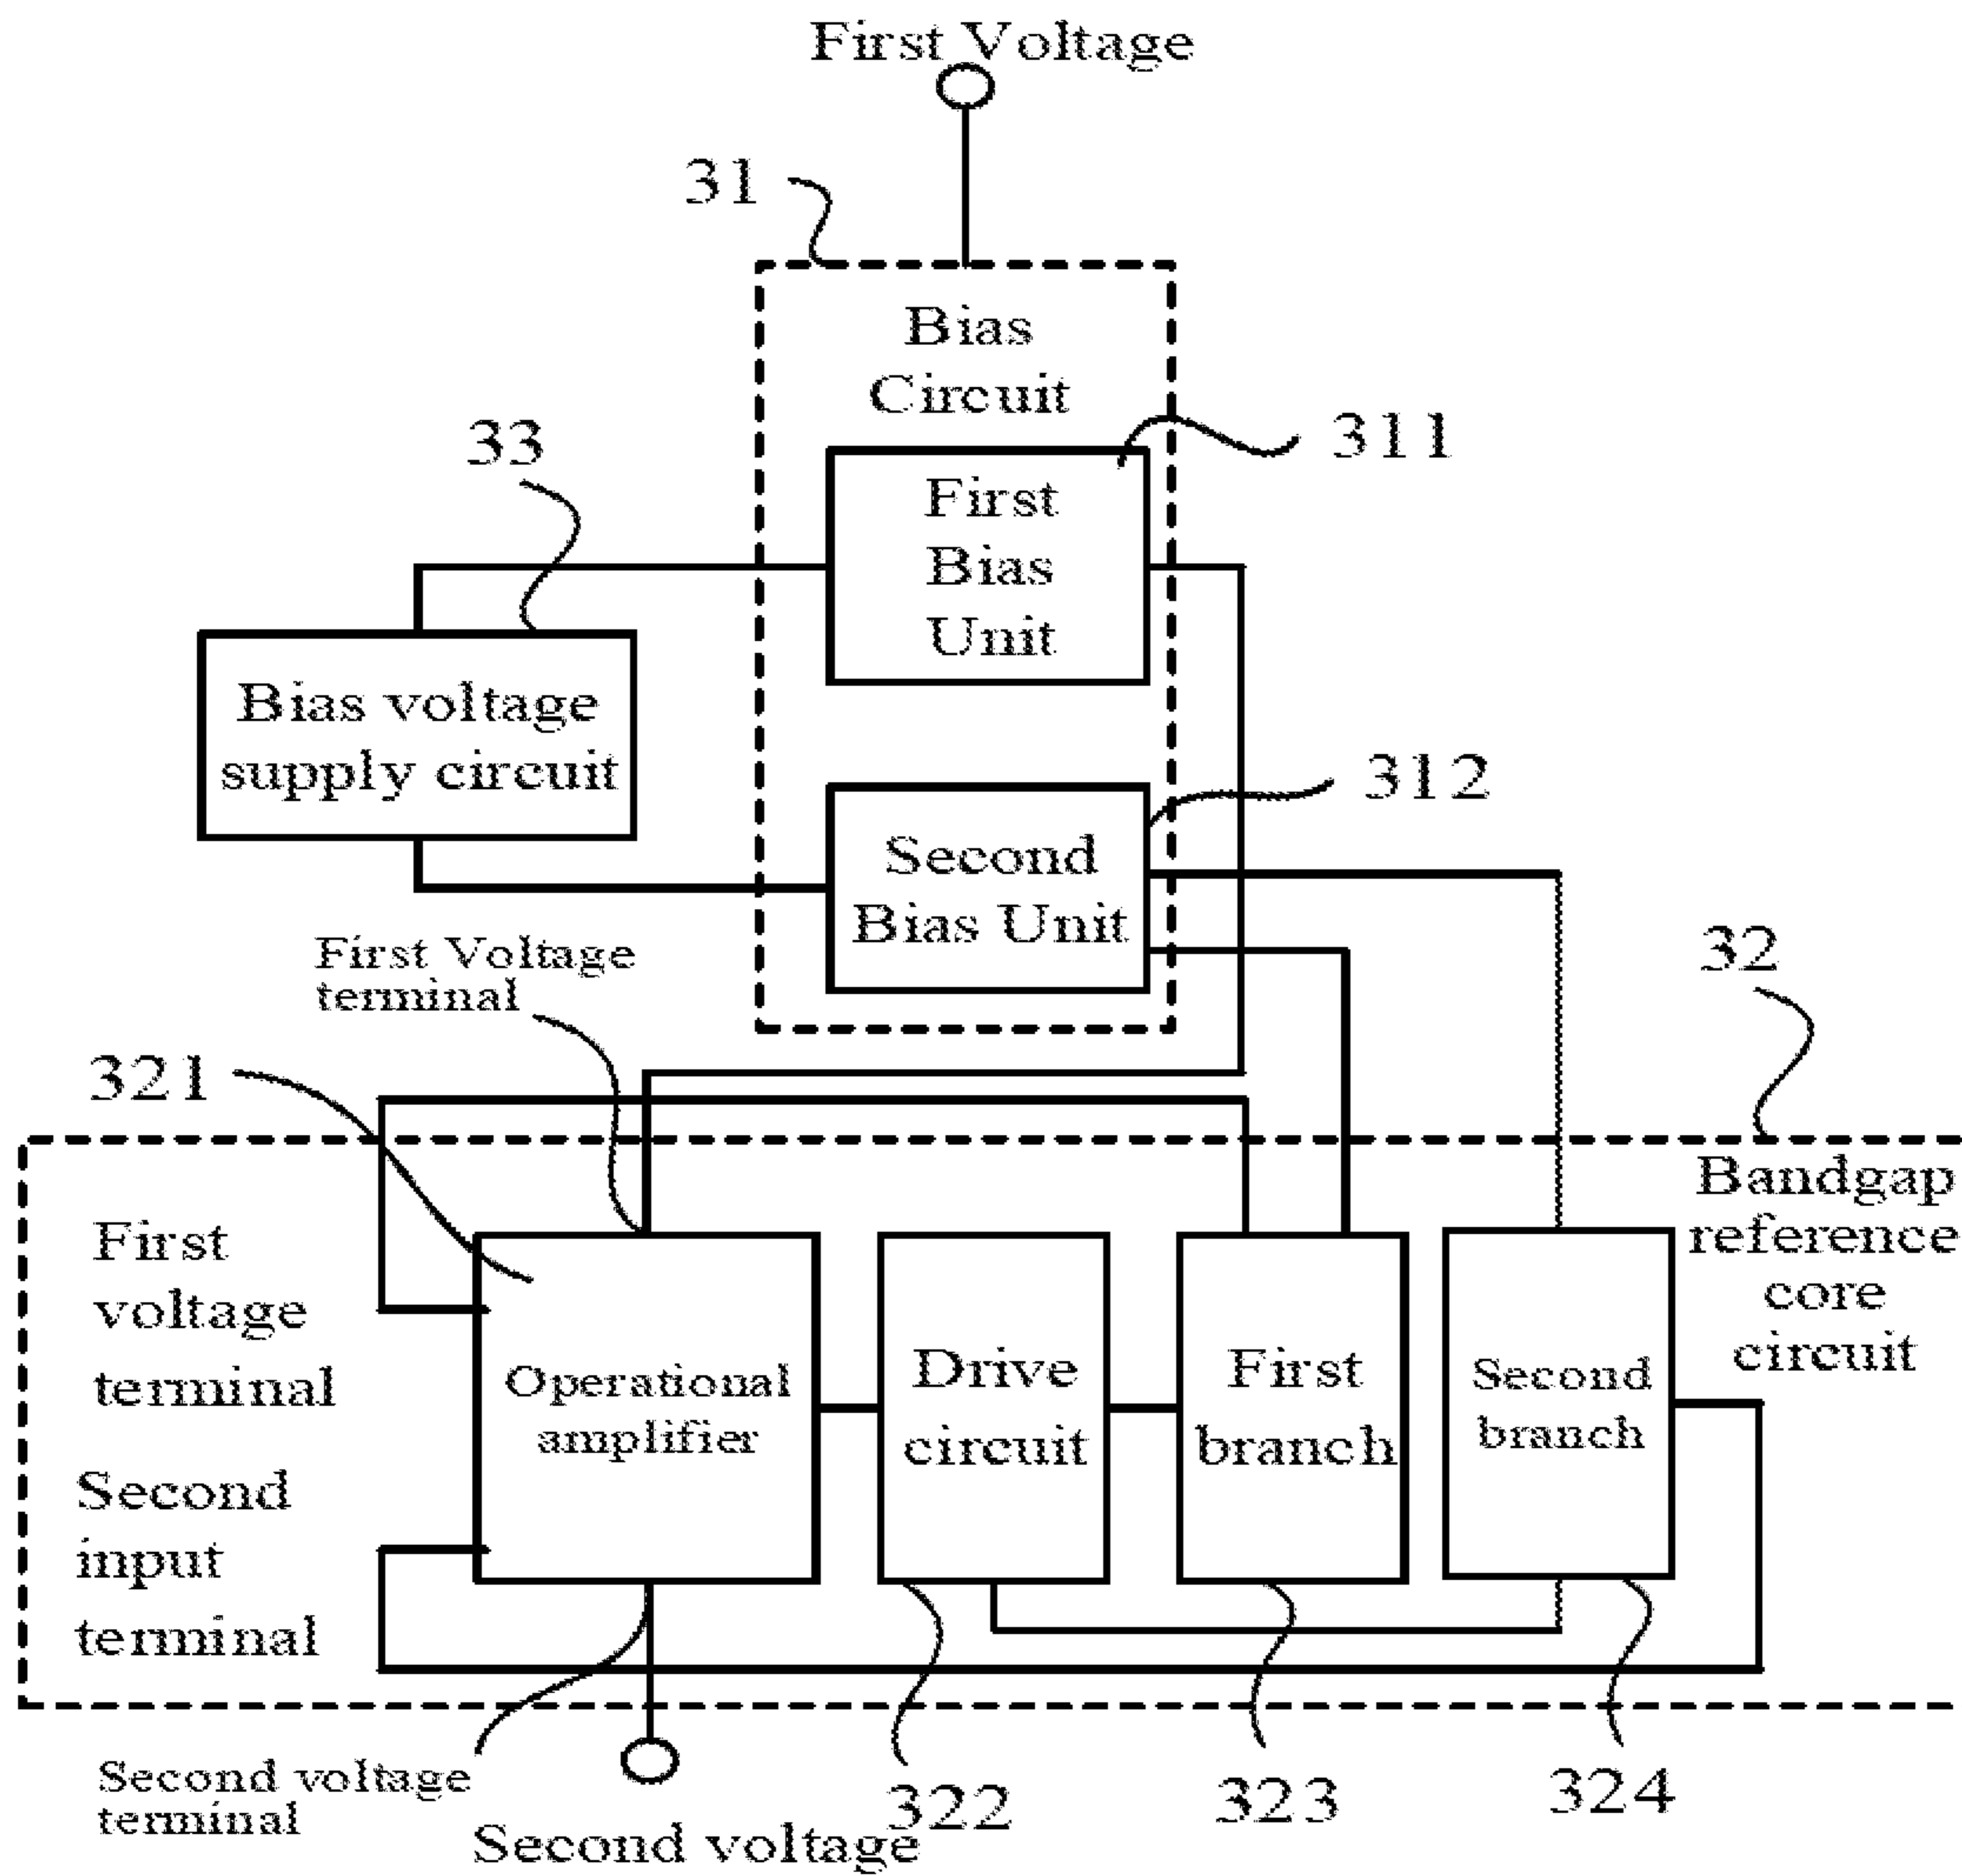 First Voltage
31
Bias
Circuit
33
311
First
Bias
Unit
Bias voltage
supply circuit
312
Second
Bias Unit
First Voltage
terminal
32
321
Bandgap
reference
core
circuit
First
voltage
terminal
Operational
amplifier
Drive
circuit
First
branch
Second
branch
Second
input
terminal
Second voltage
terminal
Second voltage
322
323
324